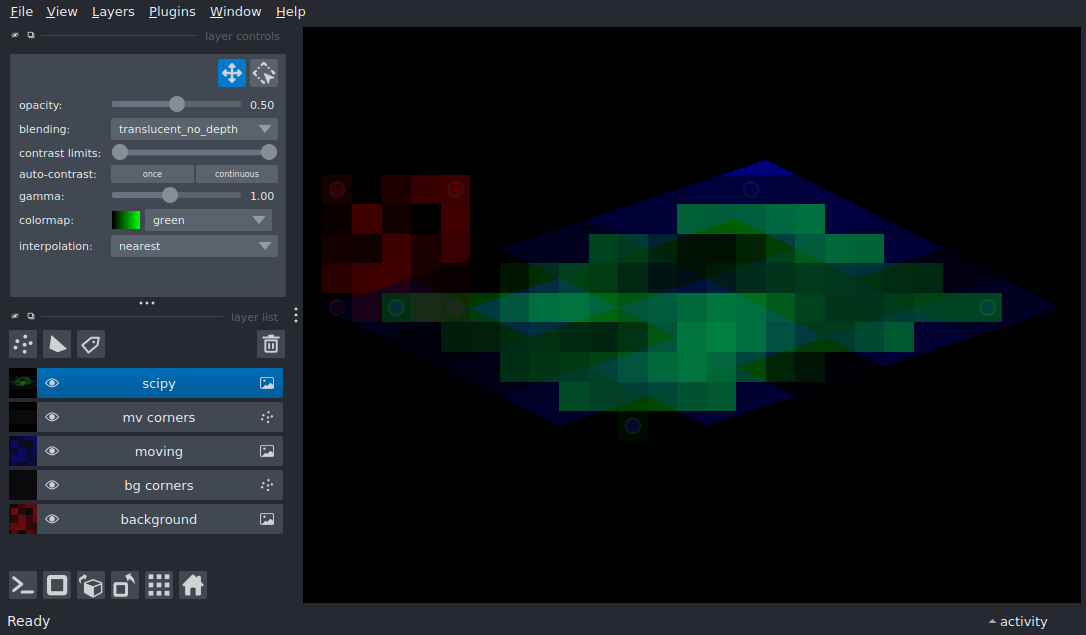 File View Layers Plugins Window Help
layer controls
opacity: 0.50
blending: translucent_no_depth
contrast limits:
auto-contrast: once continuous
gamma: 1.00
colormap: green
interpolation: nearest
layer list
scipy
mv corners
moving
bg corners
background
Ready activity